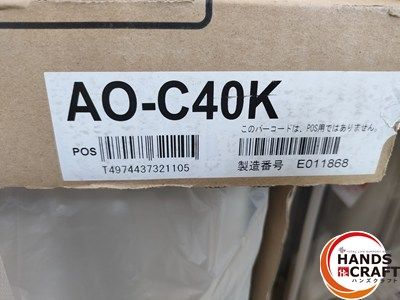 AO-C40K
このバーコードは、POS用ではありません。
POS
T4974437321105
製造番号 E011868
HANDS
CRAFT
ハンズクラフト